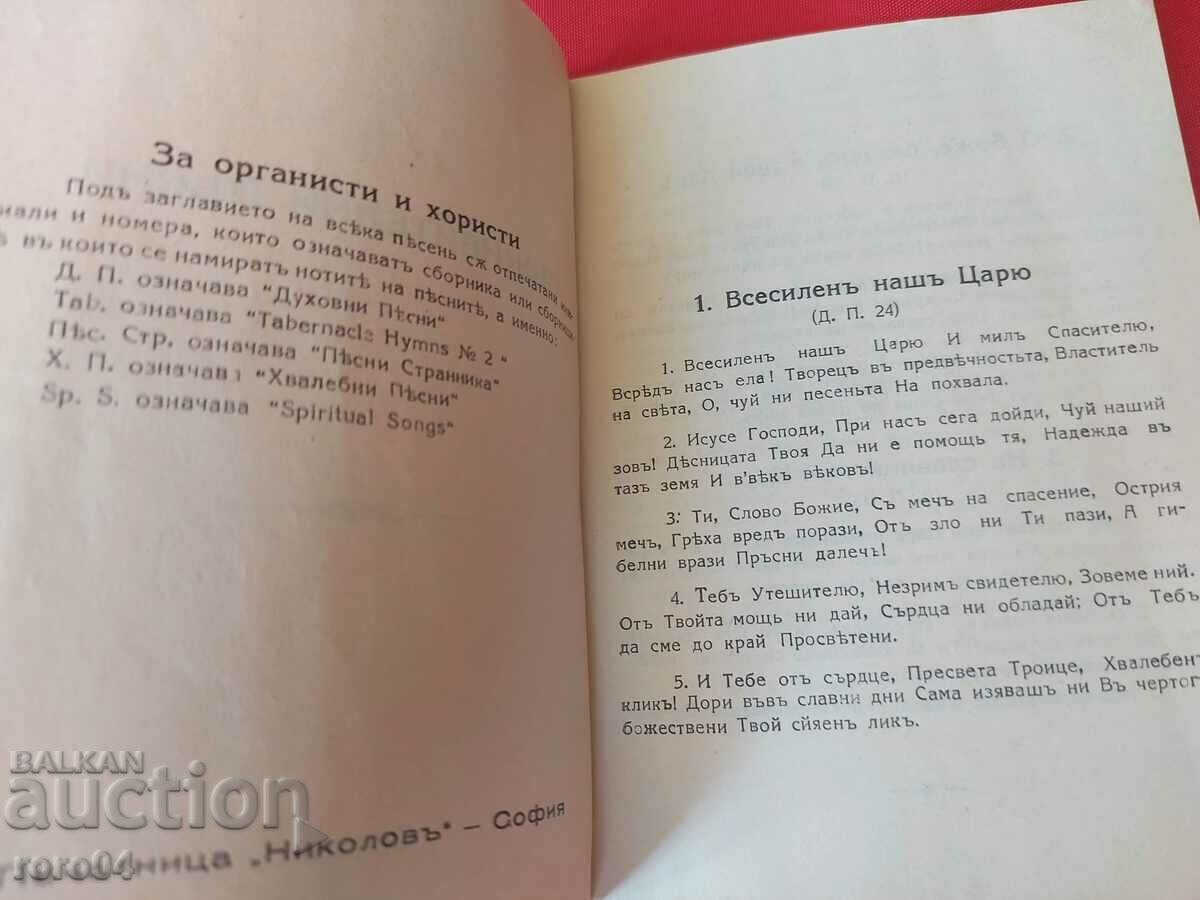 За органисти и хористи
Подъ заглавието на всѣка пѣсень сѫ отпечатани
и номера, които означаватъ сборника или
въ които се намиратъ нотитѣ на пѣснитѣ, а именно:
Д. П. означава "Духовни Пѣсни"
Tab. означава "Tabernacle Hymns № 2"
Пѣс. Стр. означава "Пѣсни Странника"
Х. П. означава "Хвалебни Пѣсни"
Sp. S. означава "Spiritual Songs"
„Николовъ" – София
1. Всесиленъ нашъ Царю
(Д. П. 24)
1. Всесиленъ нашъ Царю И милъ Спасителю,
Всрѣдъ насъ ела! Творецъ въ предвѣчностьта, Властитель
на свѣта, О, чуй ни песеньта На похвала.
2. Исусе Господи, При насъ сега дойди, Чуй наший
зовъ! Дѣсницата Твоя Да ни е помощь тя, Надежда въ
тазъ земя И в'вѣкъ вѣковъ!
3: Ти, Слово Божие, Съ мечъ на спасение, Острия
мечъ, Грѣха вредъ порази, Отъ зло ни Ти пази, А ги-
белни врази Пръсни далечъ!
4. Тебъ Утешителю, Незримъ свидетелю, Зовеме ний.
Отъ Твойта мощь ни дай, Сърдца ни обладай; Отъ Тебъ
да сме до край Просвѣтени.
5. И Тебе отъ сърдце, Пресвета Троице, Хвалебенъ
кликъ! Дори въвъ славни дни Сама изявашъ ни Въ чертог
божествени Твой сйяенъ ликъ.
BALKAN
auction
roro04